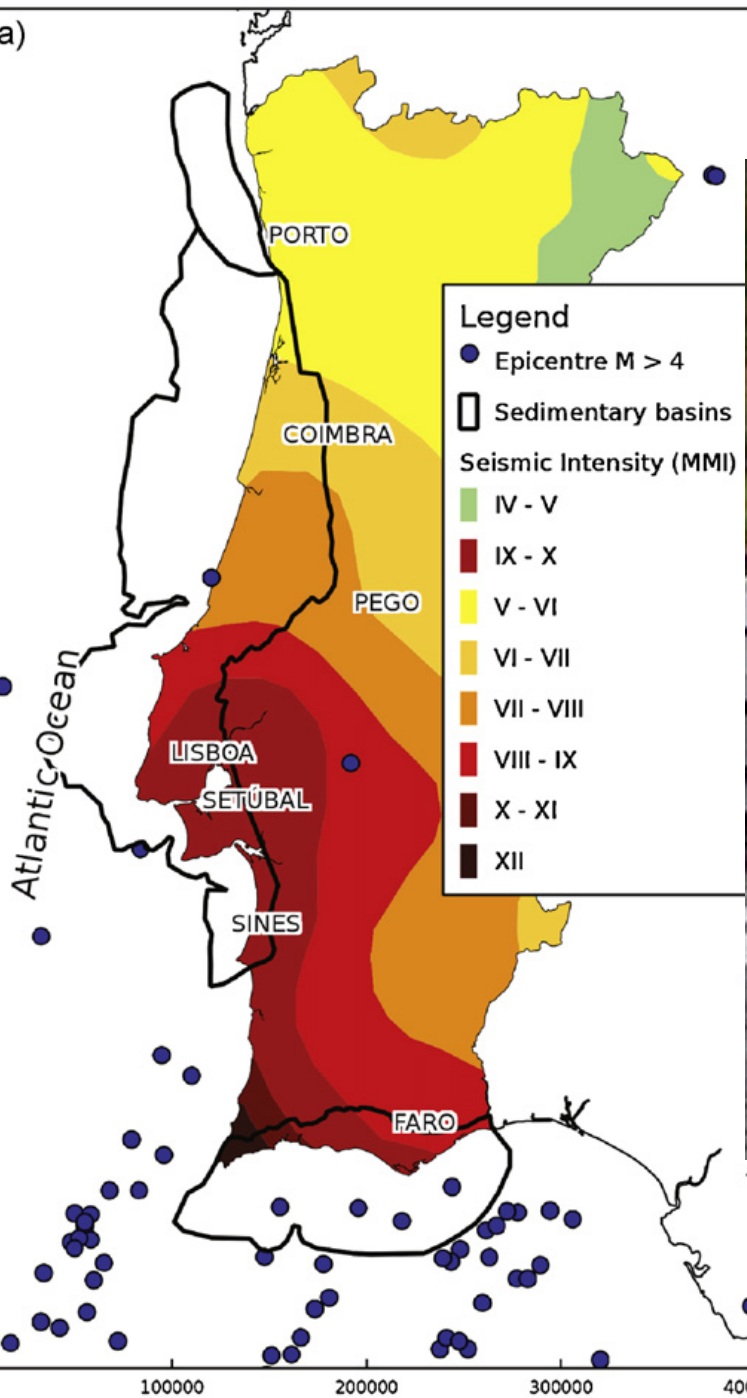 a)
PORTO
Legend
Epicentre M > 4
Sedimentary basins
COIMBRA
Seismic Intensity (MMI)
IV - V
IX - X
V - VI
PEGO
VI - VII
VII - VIII
Atlantic Ocean
LISBOA
VIII - IX
SETÚBAL
X - XI
XII
SINES
FARO
100000 200000 300000 40